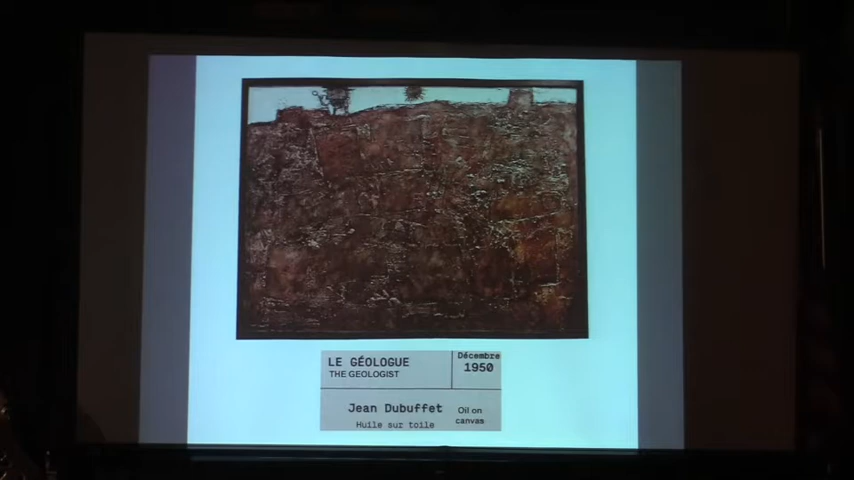 LE GÉOLOGUE
THE GEOLOGIST
Décembre
1950
Jean Dubuffet
Huile sur toile
Oil on
canvas